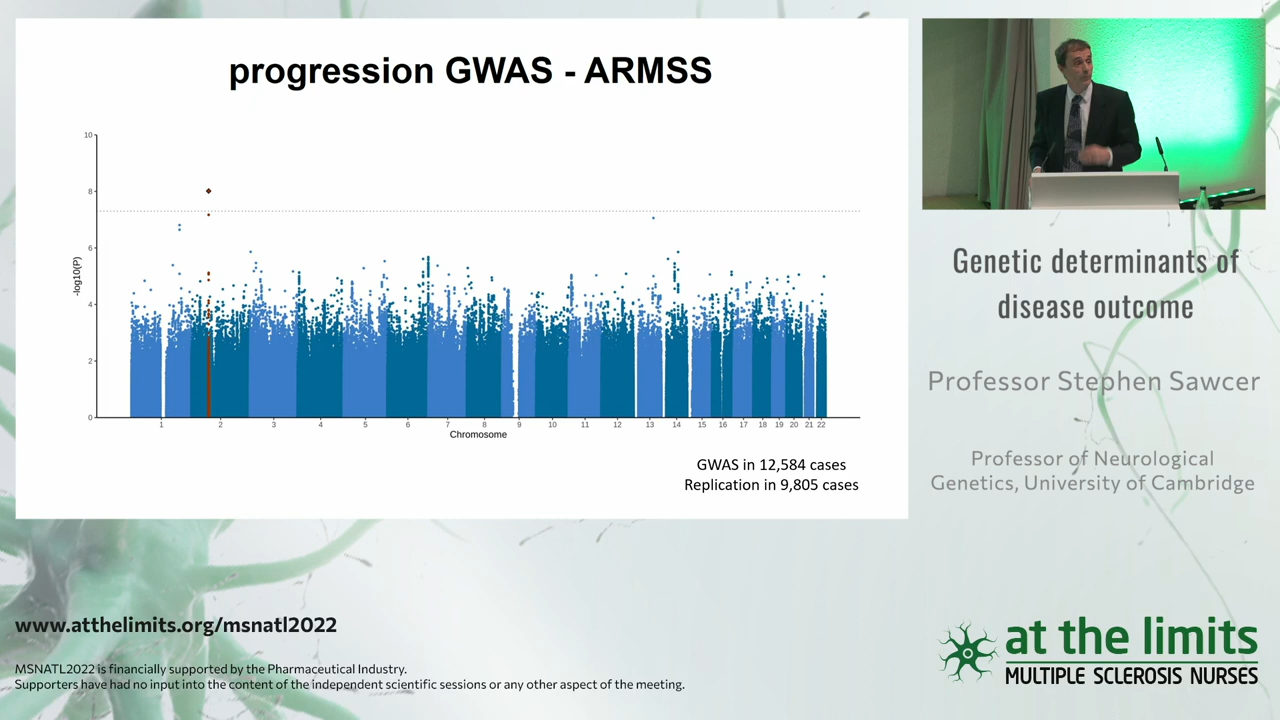 progression GWAS - ARMSS
10
8
6
4
2
0
-log10(P)
1 2 3 4 5 6 7 8 9 10 11 12 13 14 15 16 17 18 19 20 21 22
Chromosome
GWAS in 12,584 cases
Replication in 9,805 cases
Genetic determinants of
disease outcome
Professor Stephen Sawcer
Professor of Neurological
Genetics, University of Cambridge
www.atthelimits.org/msnatl2022
MSNATL2022 is financially supported by the Pharmaceutical Industry.
Supporters have had no input into the content of the independent scientific sessions or any other aspect of the meeting.
at the limits
MULTIPLE SCLEROSIS NURSES